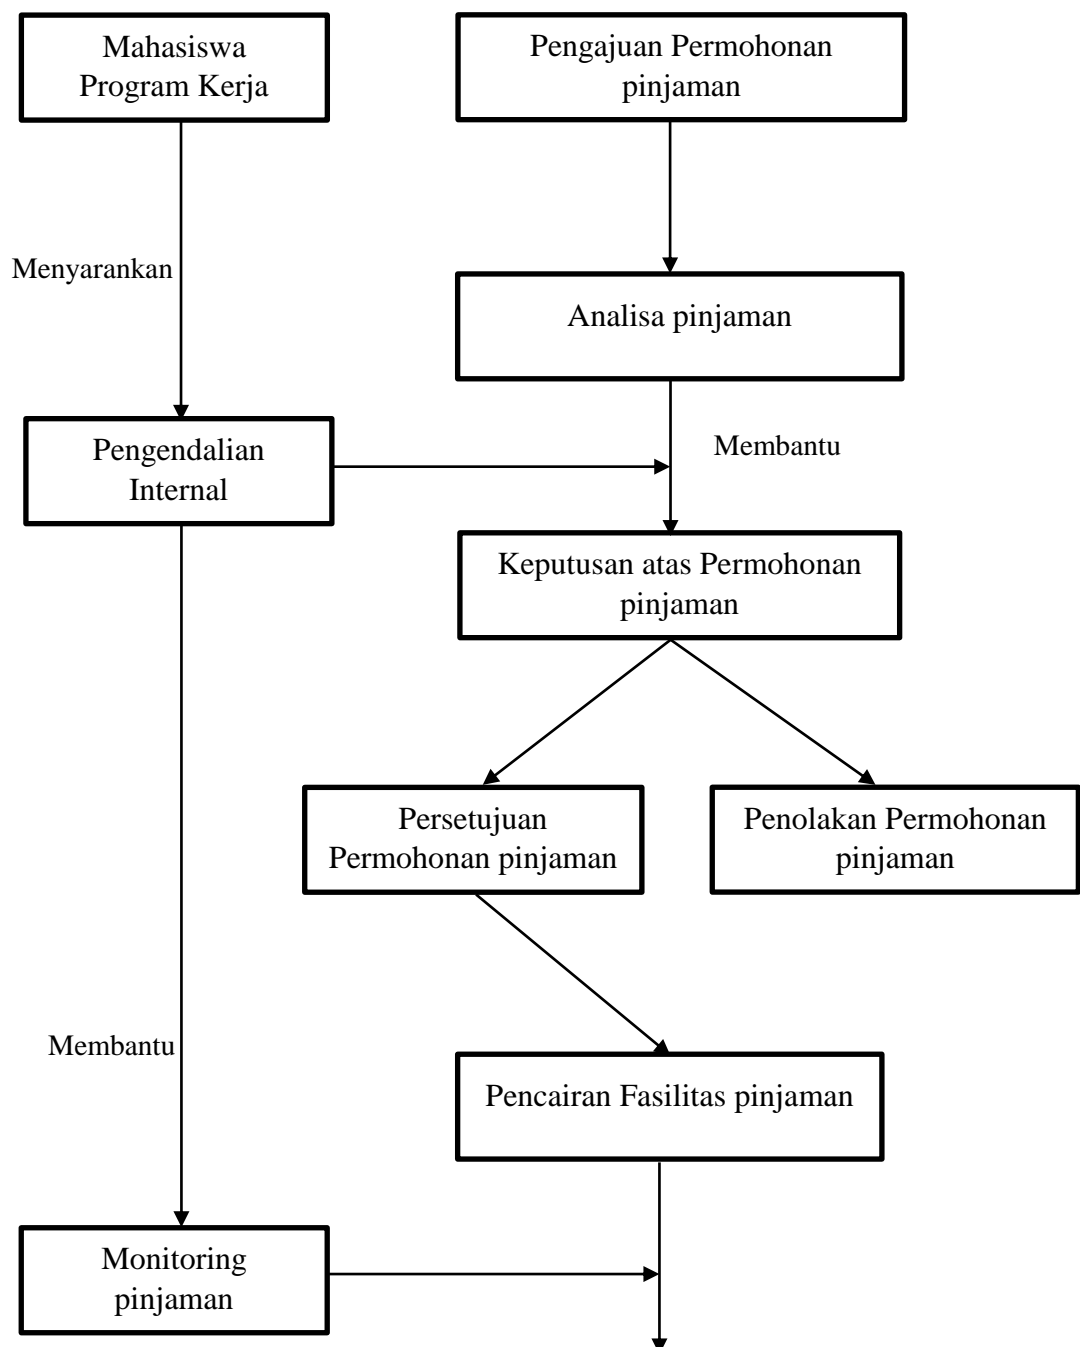 Mahasiswa
Program Kerja
Pengajuan Permohonan
pinjaman
Menyarankan
Analisa pinjaman
Pengendalian
Internal
Membantu
Keputusan atas Permohonan
pinjaman
Persetujuan
Permohonan pinjaman
Penolakan Permohonan
pinjaman
Membantu
Pencairan Fasilitas pinjaman
Monitoring
pinjaman